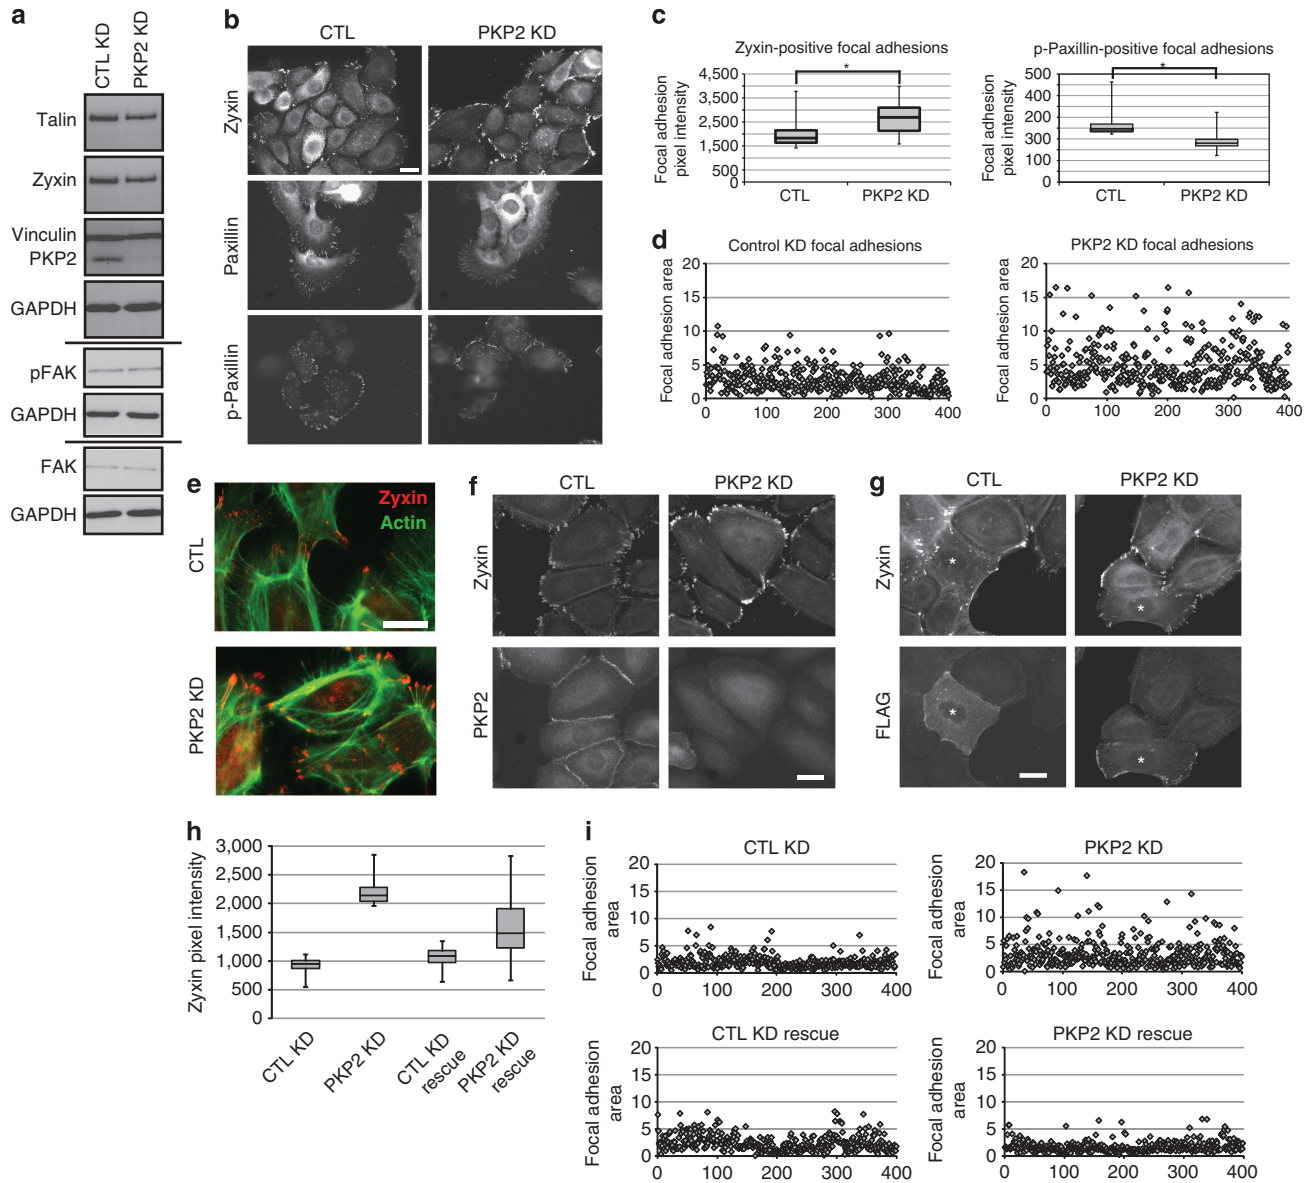 a
CTL KD
PKP2 KD
Talin
Zyxin
Vinculin
PKP2
GAPDH
pFAK
GAPDH
FAK
GAPDH
b
CTL
PKP2 KD
Zyxin
Paxillin
p-Paxillin
c
Zyxin-positive focal adhesions
Focal adhesion
pixel intensity
4,500
3,500
2,500
1,500
500
0
*
CTL
PKP2 KD
p-Paxillin-positive focal adhesions
Focal adhesion
pixel intensity
500
400
300
100
0
*
CTL
PKP2 KD
d
Control KD focal adhesions
Focal adhesion area
20
15
10
5
0
0 100 200 300 400
PKP2 KD focal adhesions
Focal adhesion area
20
15
10
5
0
0 100 200 300 400
e
CTL
PKP2 KD
Zyxin
Actin
f
CTL
PKP2 KD
Zyxin
PKP2
g
CTL
PKP2 KD
Zyxin
FLAG
*
*
*
*
h
Zyxin pixel intensity
3,000
2,500
2,000
1,500
1,000
500
0
CTL KD
PKP2 KD
CTL KD
rescue
PKP2 KD
rescue
i
CTL KD
Focal adhesion
area
20
15
10
5
0
0 100 200 300 400
PKP2 KD
Focal adhesion
area
20
15
10
5
0
0 100 200 300 400
CTL KD rescue
Focal adhesion
area
20
15
10
5
0
0 100 200 300 400
PKP2 KD rescue
Focal adhesion
area
20
15
10
5
0
0 100 200 300 400